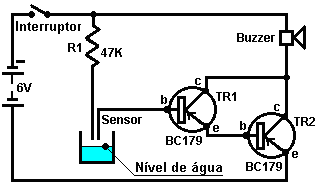 Interruptor
Buzzer
R1
47K
6V
c
TR1
b
Sensor
e
BC179
c
TR2
b
e
BC179
Nível de água